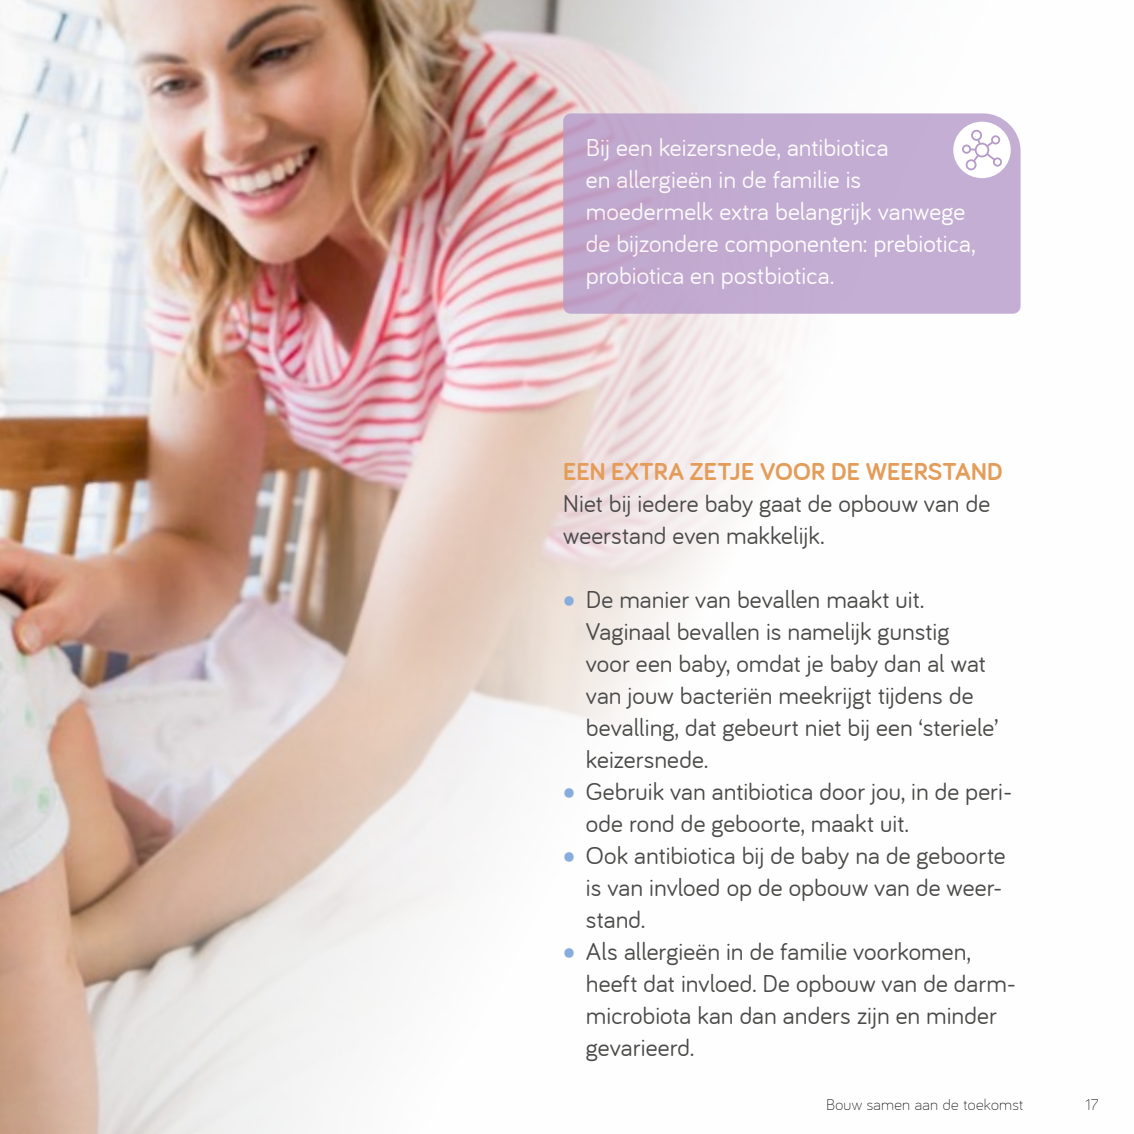 Bij een keizersnede, antibiotica
en allergieën in de familie is
moedermelk extra belangrijk vanwege
de bijzondere componenten: prebiotica,
probiotica en postbiotica.
EEN EXTRA ZETJE VOOR DE WEERSTAND
Niet bij iedere baby gaat de opbouw van de
weerstand even makkelijk.
• De manier van bevallen maakt uit.
Vaginaal bevallen is namelijk gunstig
voor een baby, omdat je baby dan al wat
van jouw bacteriën meekrijgt tijdens de
bevalling, dat gebeurt niet bij een ‘steriele’
keizersnede.
• Gebruik van antibiotica door jou, in de peri-
ode rond de geboorte, maakt uit.
• Ook antibiotica bij de baby na de geboorte
is van invloed op de opbouw van de weer-
stand.
• Als allergieën in de familie voorkomen,
heeft dat invloed. De opbouw van de darm-
microbiota kan dan anders zijn en minder
gevarieerd.
Bouw samen aan de toekomst 17